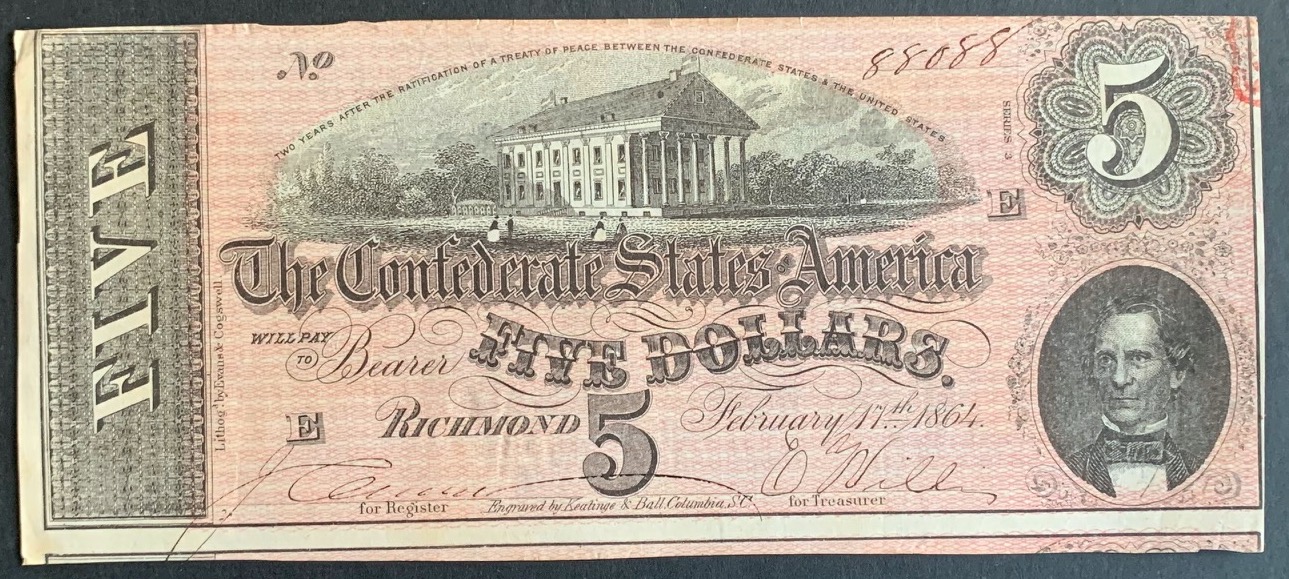 FIVE
No
88088
TWO YEARS AFTER THE RATIFICATION OF A TREATY OF PEACE BETWEEN THE CONFEDERATE STATES & THE UNITED STATES
SERIES 3
5
E
The Confederate States OF America
WILL PAY TO Bearer FIVE DOLLARS.
E RICHMOND 5 February 17th 1864.
for Register
Engraved by Keatinge & Ball, Columbia, S.C.
for Treasurer
Lithog'd by Evans & Cogswell